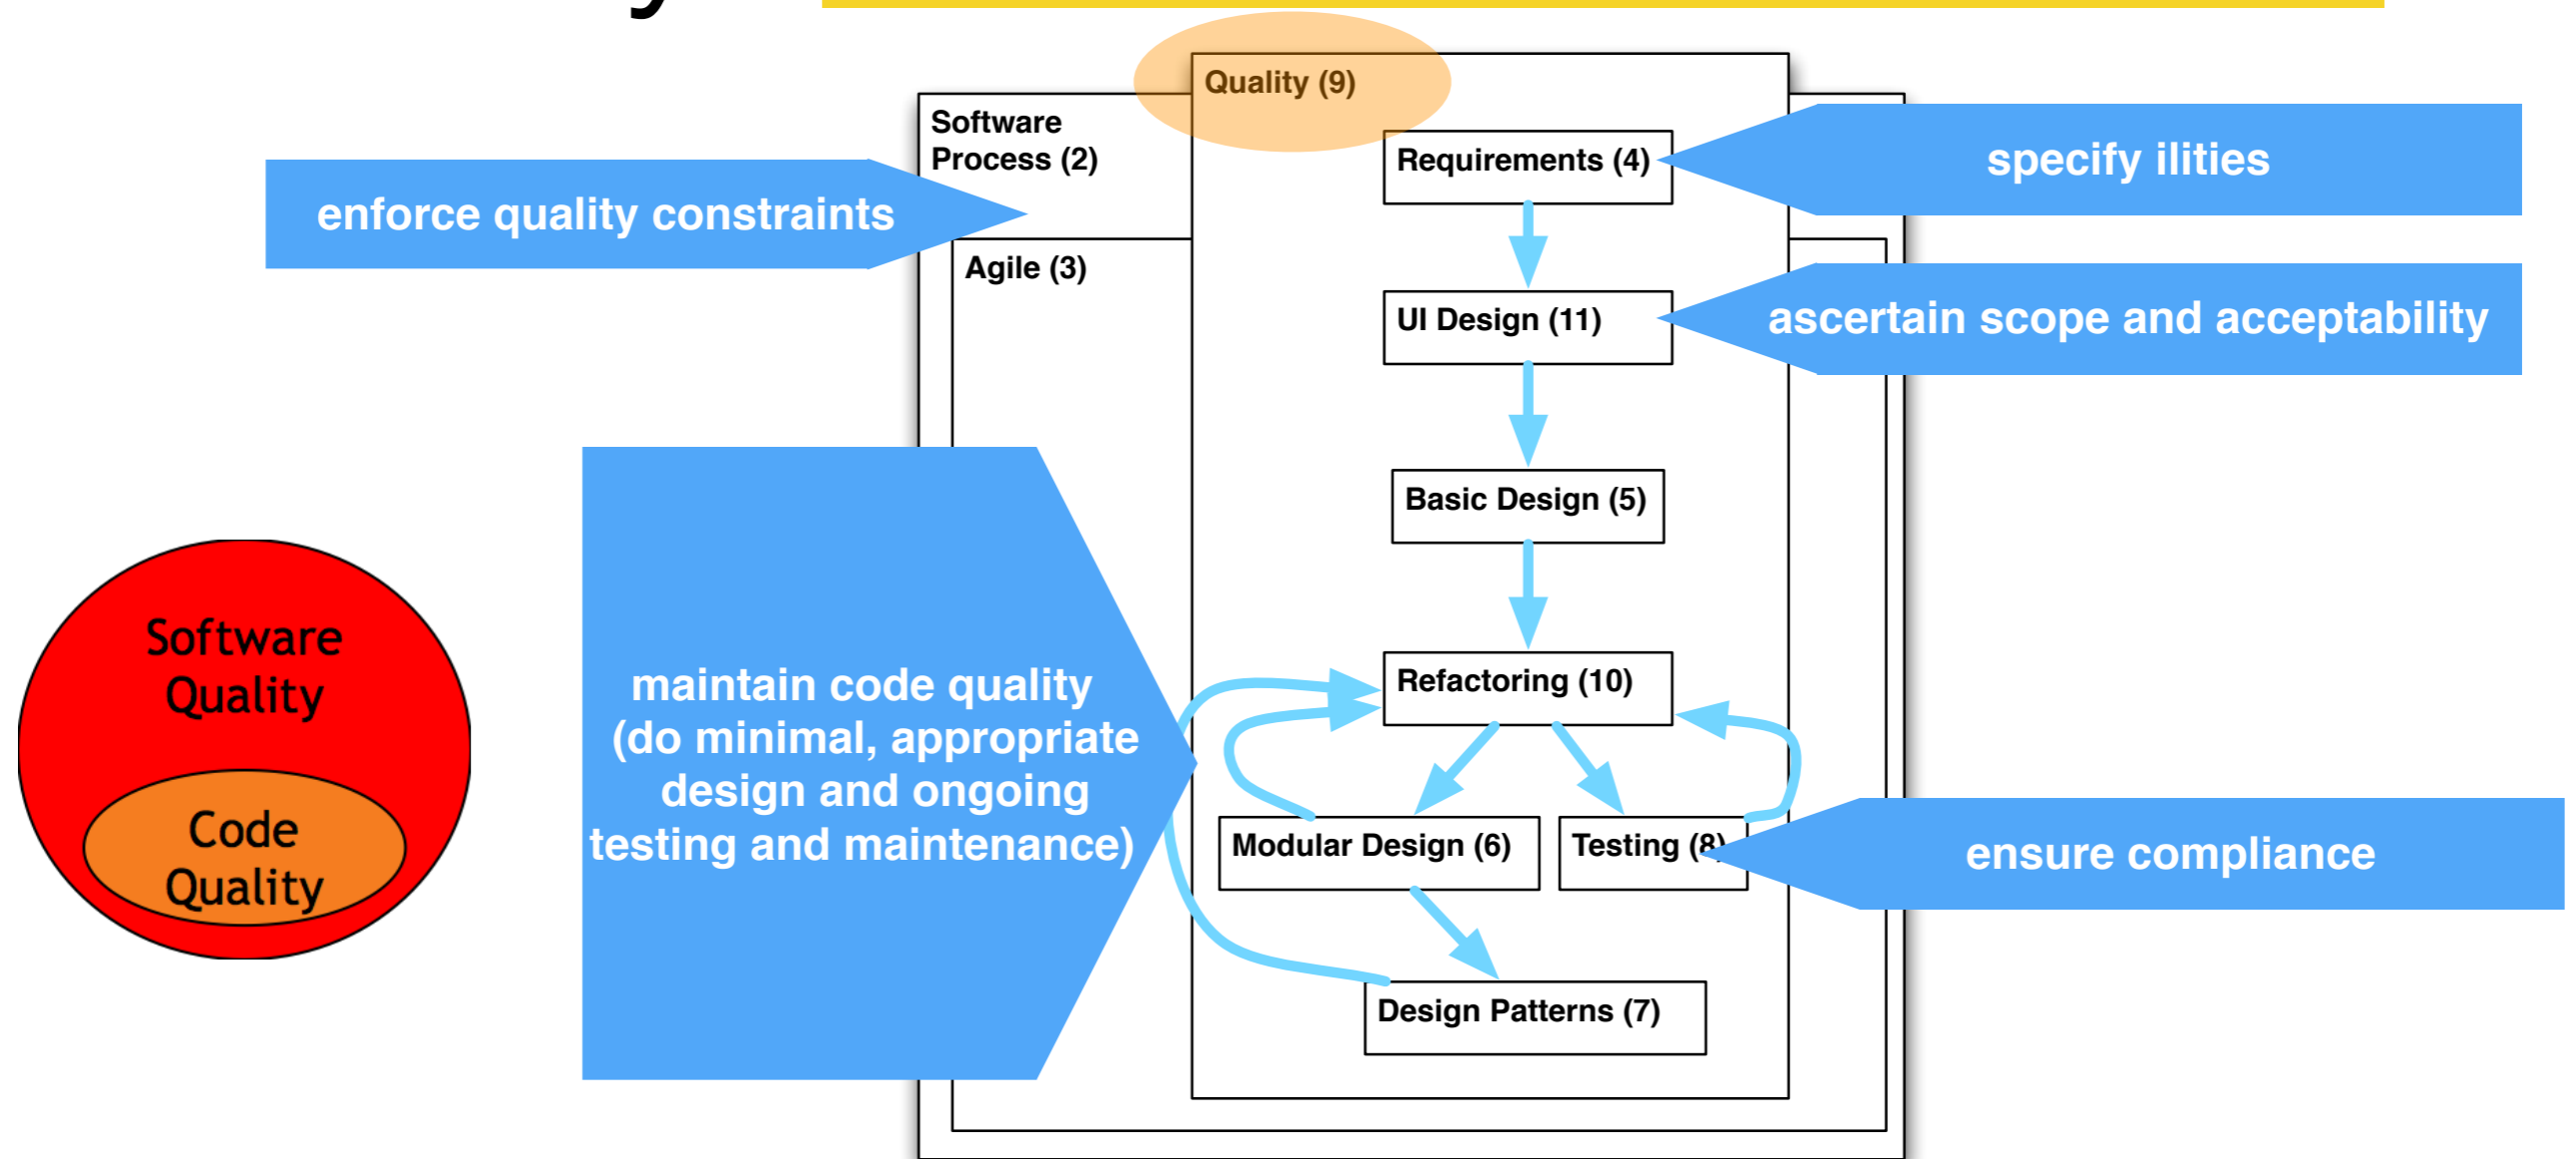 Quality (9)
Software
Process (2)
Requirements (4)
specify ilities
enforce quality constraints
Agile (3)
UI Design (11)
ascertain scope and acceptability
Basic Design (5)
Software
Quality
Code
Quality
maintain code quality
(do minimal, appropriate
design and ongoing
testing and maintenance)
Refactoring (10)
Modular Design (6)
Testing (8)
ensure compliance
Design Patterns (7)